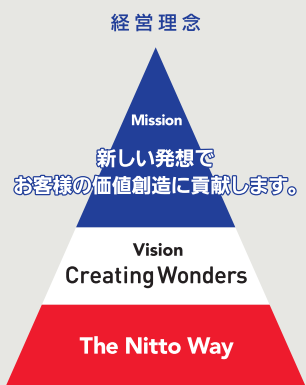 経営理念
Mission
新しい発想で
お客様の価値創造に貢献します。
Vision
Creating Wonders
The Nitto Way